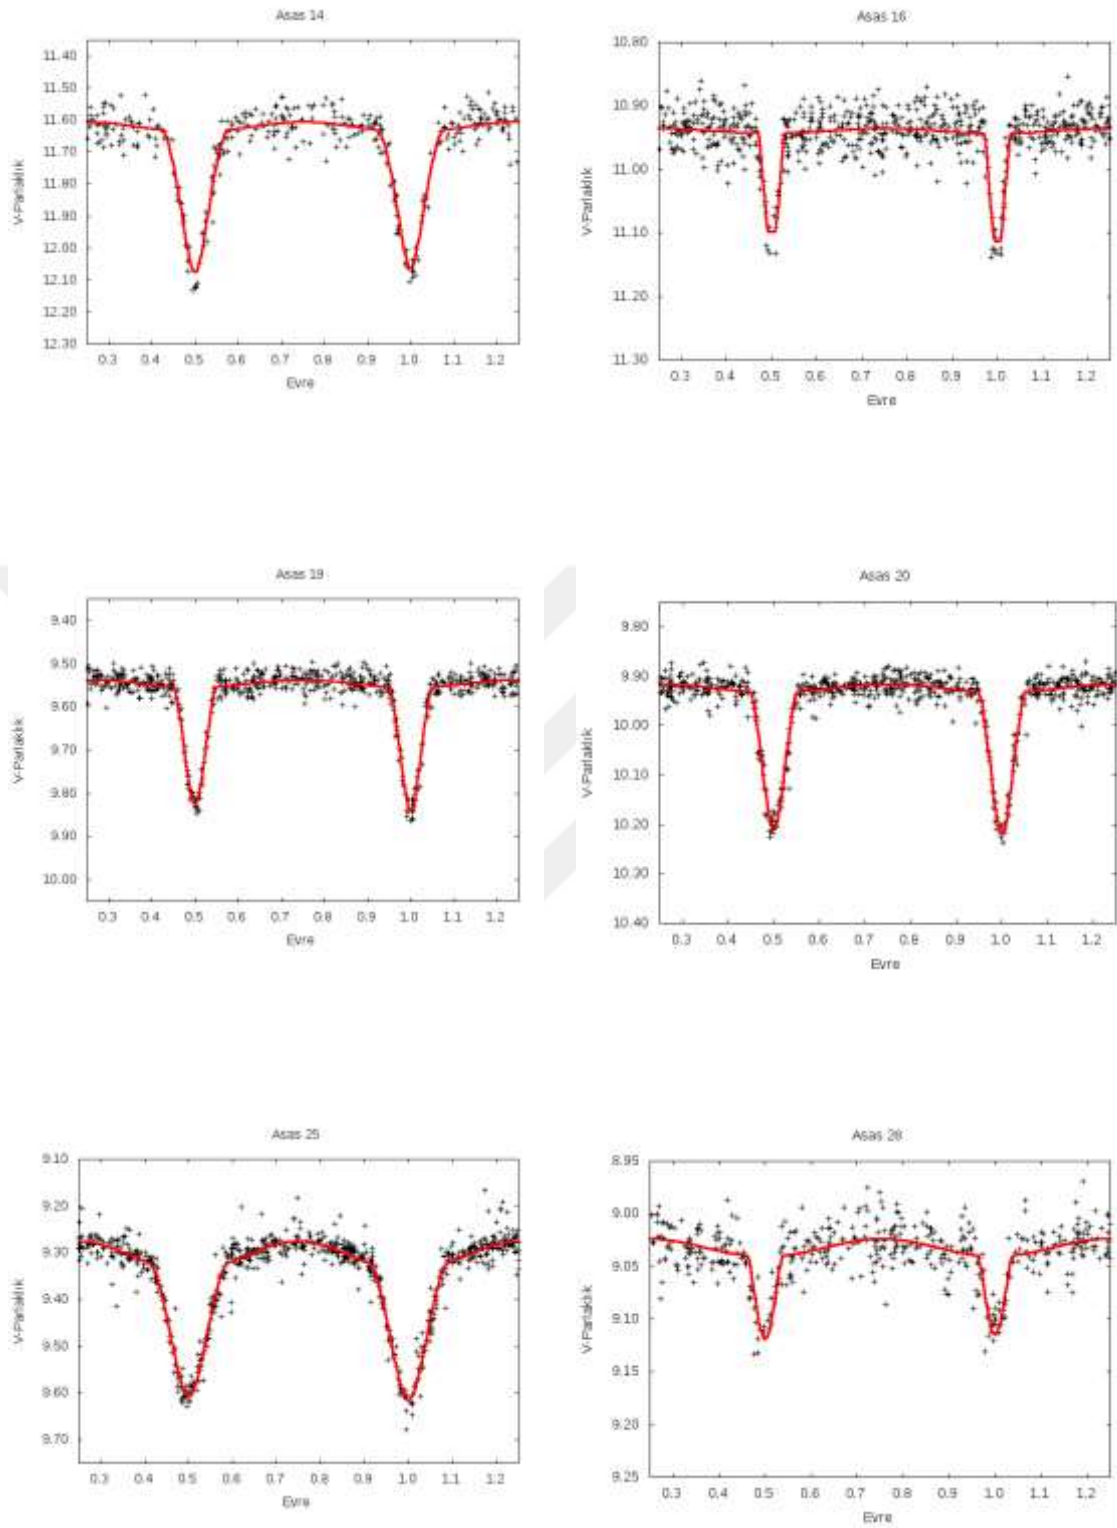 Asas 14
11.40
11.50
11.60
11.70
11.80
11.90
12.00
12.10
12.20
12.30
V-Parlaklık
0.3 0.4 0.5 0.6 0.7 0.8 0.9 1.0 1.1 1.2
Evre
Asas 16
10.80
10.90
11.00
11.10
11.20
11.30
V-Parlaklık
0.3 0.4 0.5 0.6 0.7 0.8 0.9 1.0 1.1 1.2
Evre
Asas 19
9.40
9.50
9.60
9.70
9.80
9.90
10.00
V-Parlaklık
0.3 0.4 0.5 0.6 0.7 0.8 0.9 1.0 1.1 1.2
Evre
Asas 20
9.80
9.90
10.00
10.10
10.20
10.30
10.40
V-Parlaklık
0.3 0.4 0.5 0.6 0.7 0.8 0.9 1.0 1.1 1.2
Evre
Asas 25
9.10
9.20
9.30
9.40
9.50
9.60
9.70
V-Parlaklık
0.3 0.4 0.5 0.6 0.7 0.8 0.9 1.0 1.1 1.2
Evre
Asas 28
8.95
9.00
9.05
9.10
9.15
9.20
9.25
V-Parlaklık
0.3 0.4 0.5 0.6 0.7 0.8 0.9 1.0 1.1 1.2
Evre